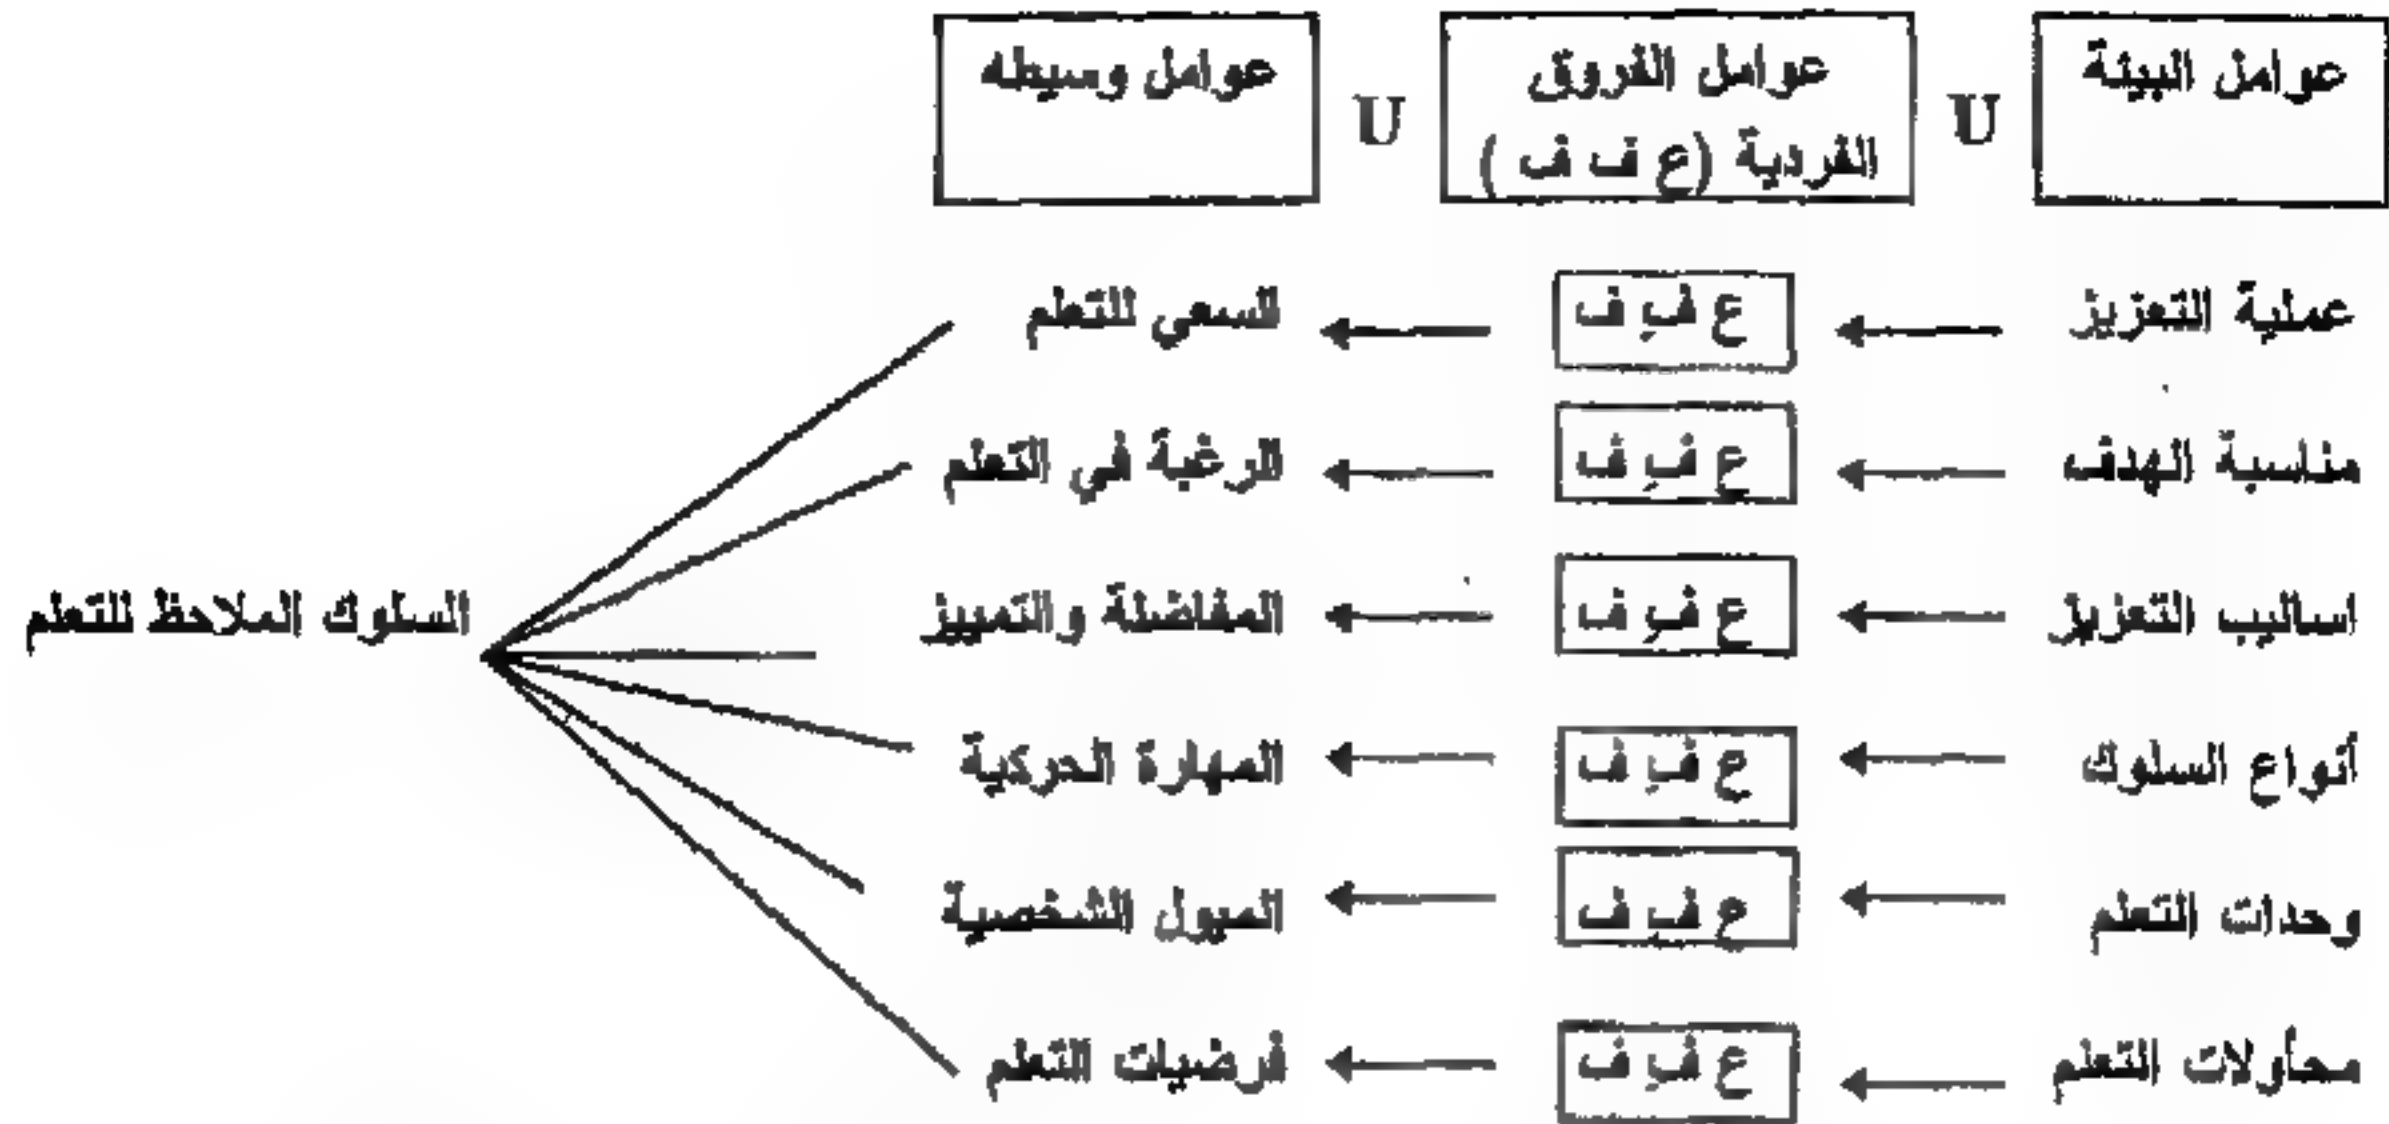 عوامل البيئة U عوامل الفروق الفردية (ع ف ف) U عوامل وسيطه
عملية التعزيز ع ف ف السعي للتعلم
مناسبة الهدف ع ف ف الرغبة في التعلم
اساليب التعزيز ع ف ف المفاضلة والتمييز السلوك الملاحظ للتعلم
أنواع السلوك ع ف ف المهارة الحركية
وحدات التعلم ع ف ف الميول الشخصية
محاولات التعلم ع ف ف فرضيات التعلم